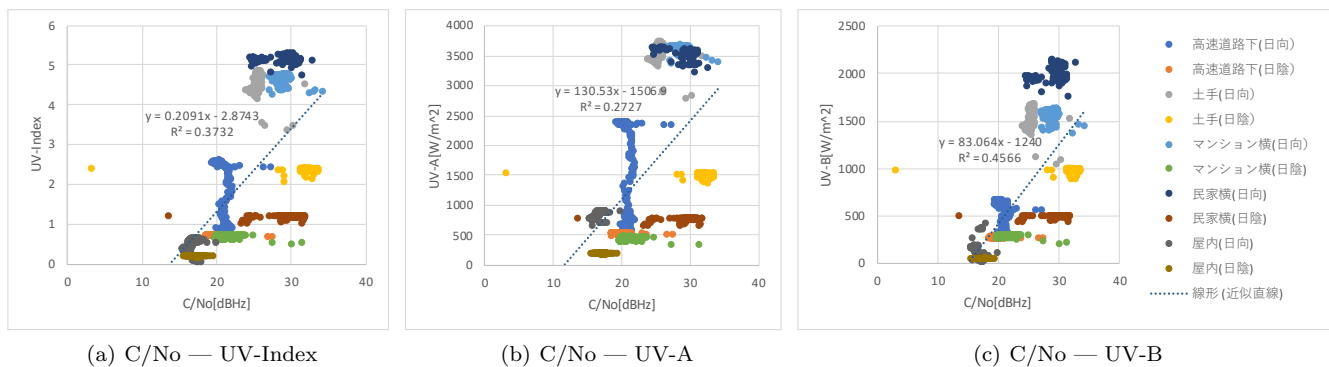 6
5
4
3
2
1
0
UV-Index
y = 0.2091x - 2.8743
R² = 0.3732
0 10 20 30 40
C/No[dBHz]
(a) C/No — UV-Index
4000
3500
3000
2500
2000
1500
1000
500
0
UV-A[W/m^2]
y = 130.53x - 1506.9
R² = 0.2727
0 10 20 30 40
C/No[dBHz]
(b) C/No — UV-A
2500
2000
1500
1000
500
0
UV-B[W/m^2]
y = 83.064x - 1240
R² = 0.4566
0 10 20 30 40
C/No[dBHz]
(c) C/No — UV-B
高速道路下(日向)
高速道路下(日陰)
土手(日向)
土手(日陰)
マンション横(日向)
マンション横(日陰)
民家横(日向)
民家横(日陰)
屋内(日向)
屋内(日陰)
線形 (近似直線)